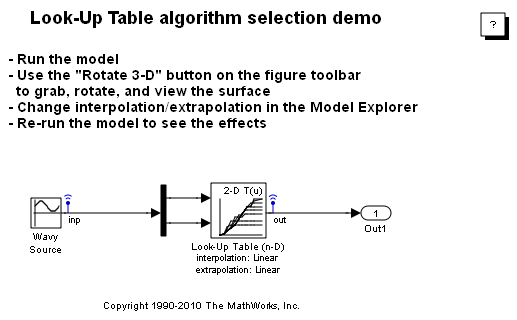 Look-Up Table algorithm selection demo
?
- Run the model
- Use the "Rotate 3-D" button on the figure toolbar
to grab, rotate, and view the surface
- Change interpolation/extrapolation in the Model Explorer
- Re-run the model to see the effects
2-D T(u)
inp
out
1
Wavy
Source
Out1
Look-Up Table (n-D)
interpolation: Linear
extrapolation: Linear
Copyright 1990-2010 The MathWorks, Inc.